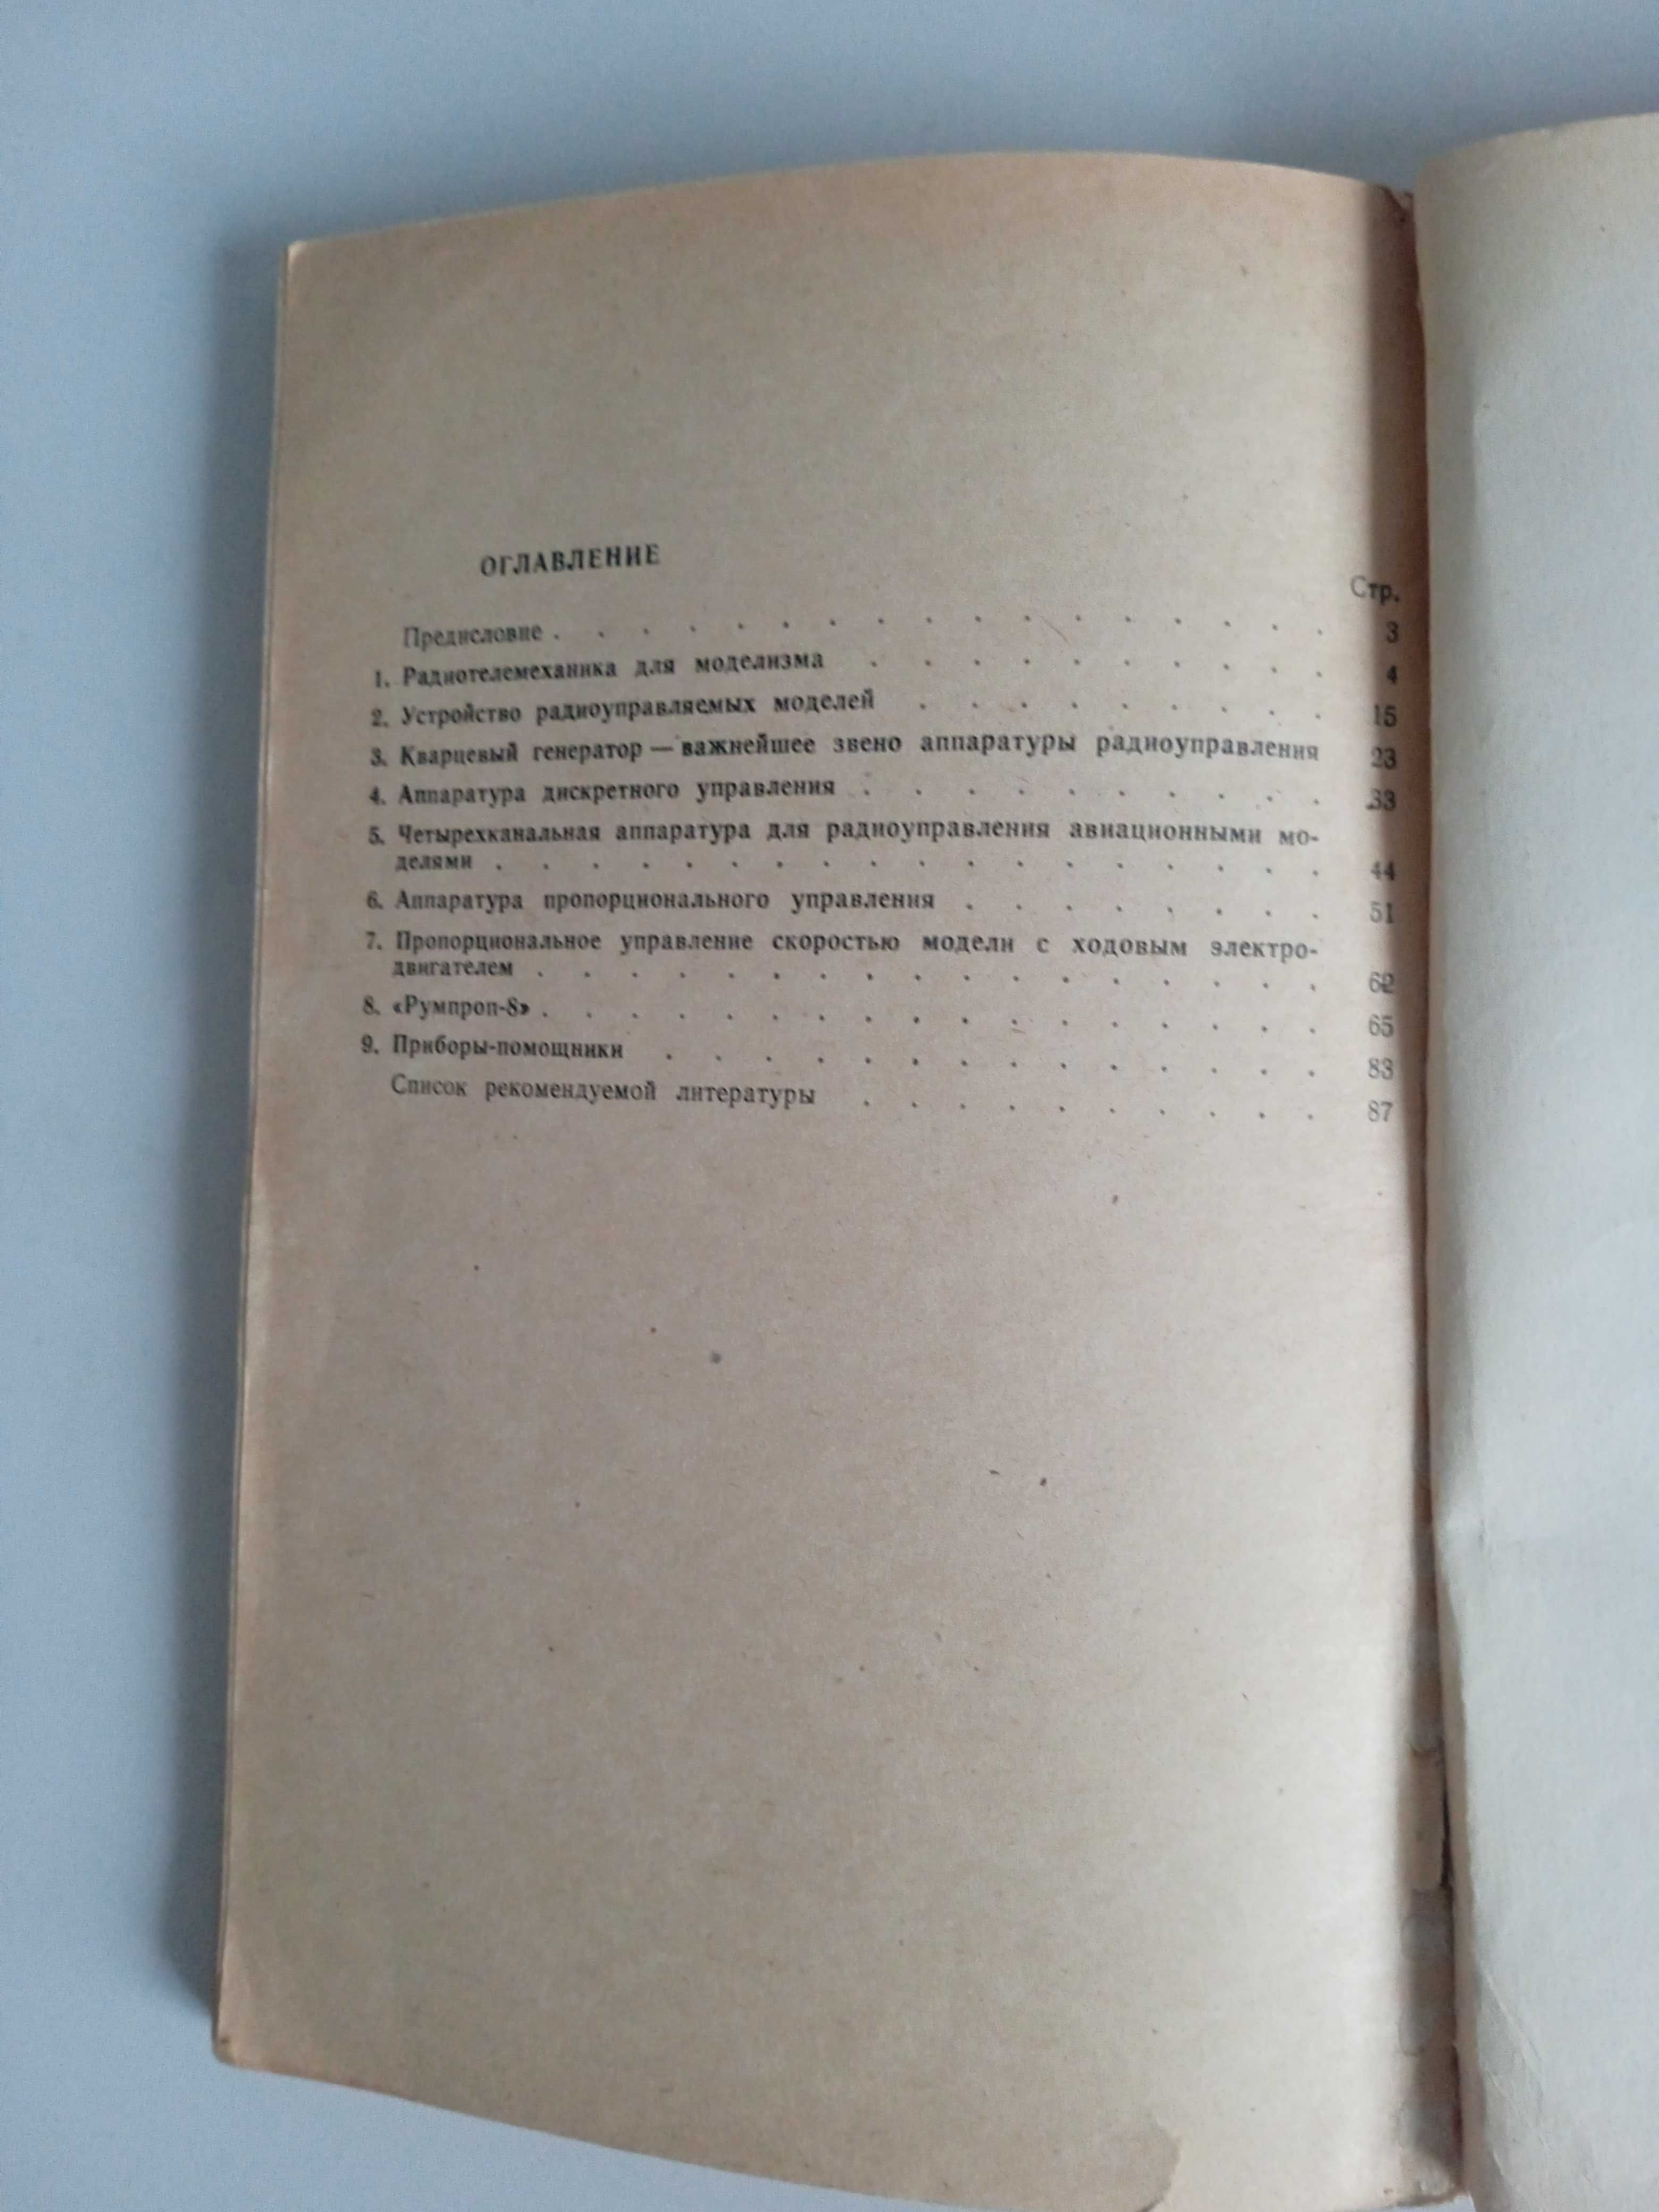 ОГЛАВЛЕНИЕ
Стр.
Предисловие . . . . . . . . . . . . . . . . . 3
1. Радиотелемеханика для моделизма . . . . . . . . . . 4
2. Устройство радиоуправляемых моделей . . . . . . . . . 15
3. Кварцевый генератор — важнейшее звено аппаратуры радиоуправления 23
4. Аппаратура дискретного управления . . . . . . . . . . 33
5. Четырехканальная аппаратура для радиоуправления авиационными мо-
делями . . . . . . . . . . . . . . . . . . 44
6. Аппаратура пропорционального управления . . . . . . . . 51
7. Пропорциональное управление скоростью модели с ходовым электро-
двигателем . . . . . . . . . . . . . . . . . 62
8. «Румпроп-8» . . . . . . . . . . . . . . . . . 65
9. Приборы-помощники . . . . . . . . . . . . . . 83
Список рекомендуемой литературы . . . . . . . . . . 87